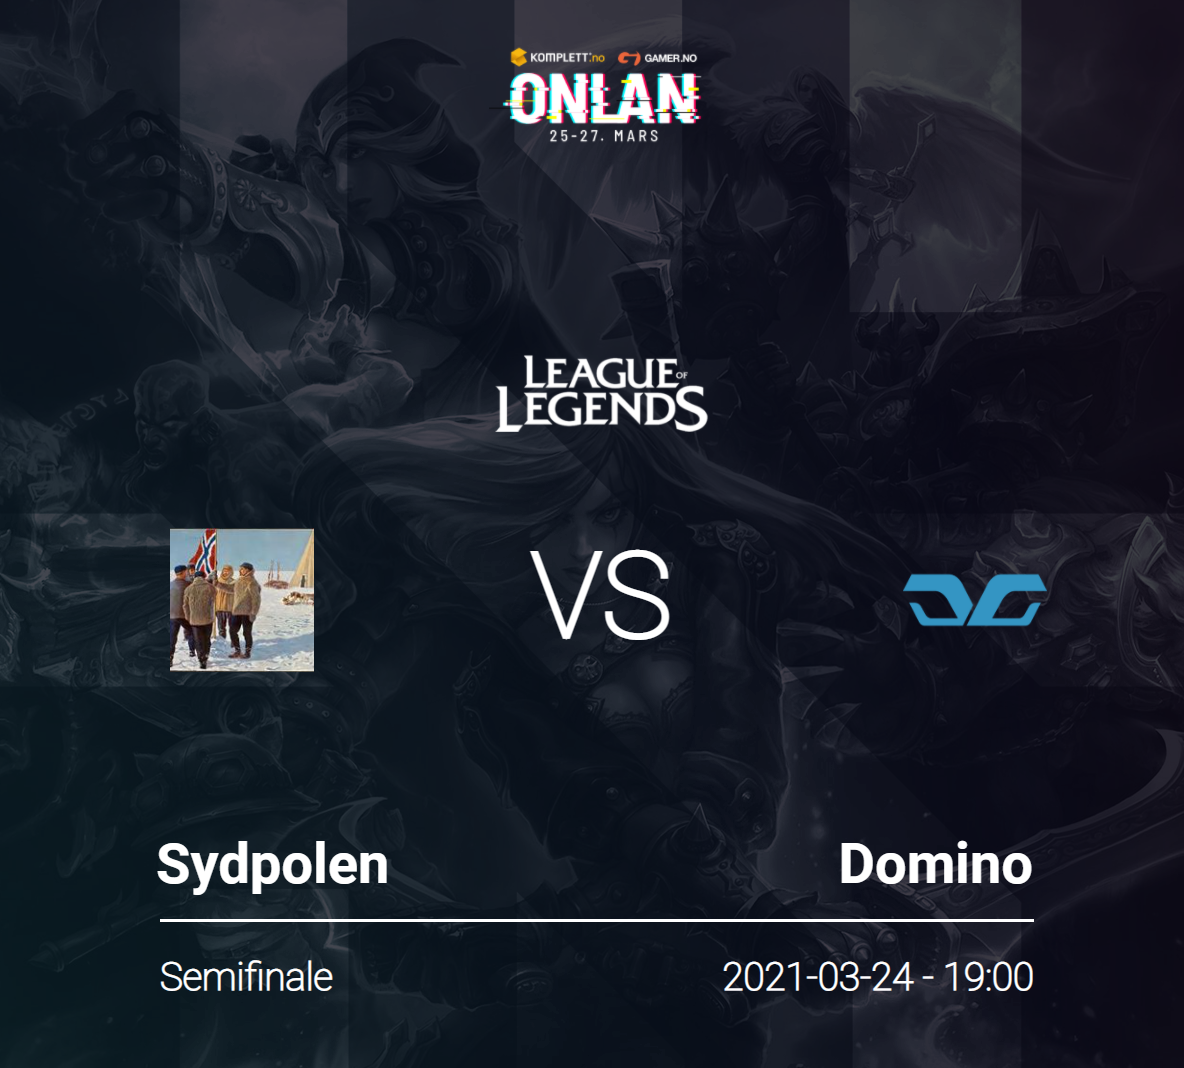 KOMPLETT.no GAMER.NO
ONLAN
25-27. MARS
LEAGUE OF
LEGENDS
VS
Sydpolen Domino
Semifinale 2021-03-24 - 19:00